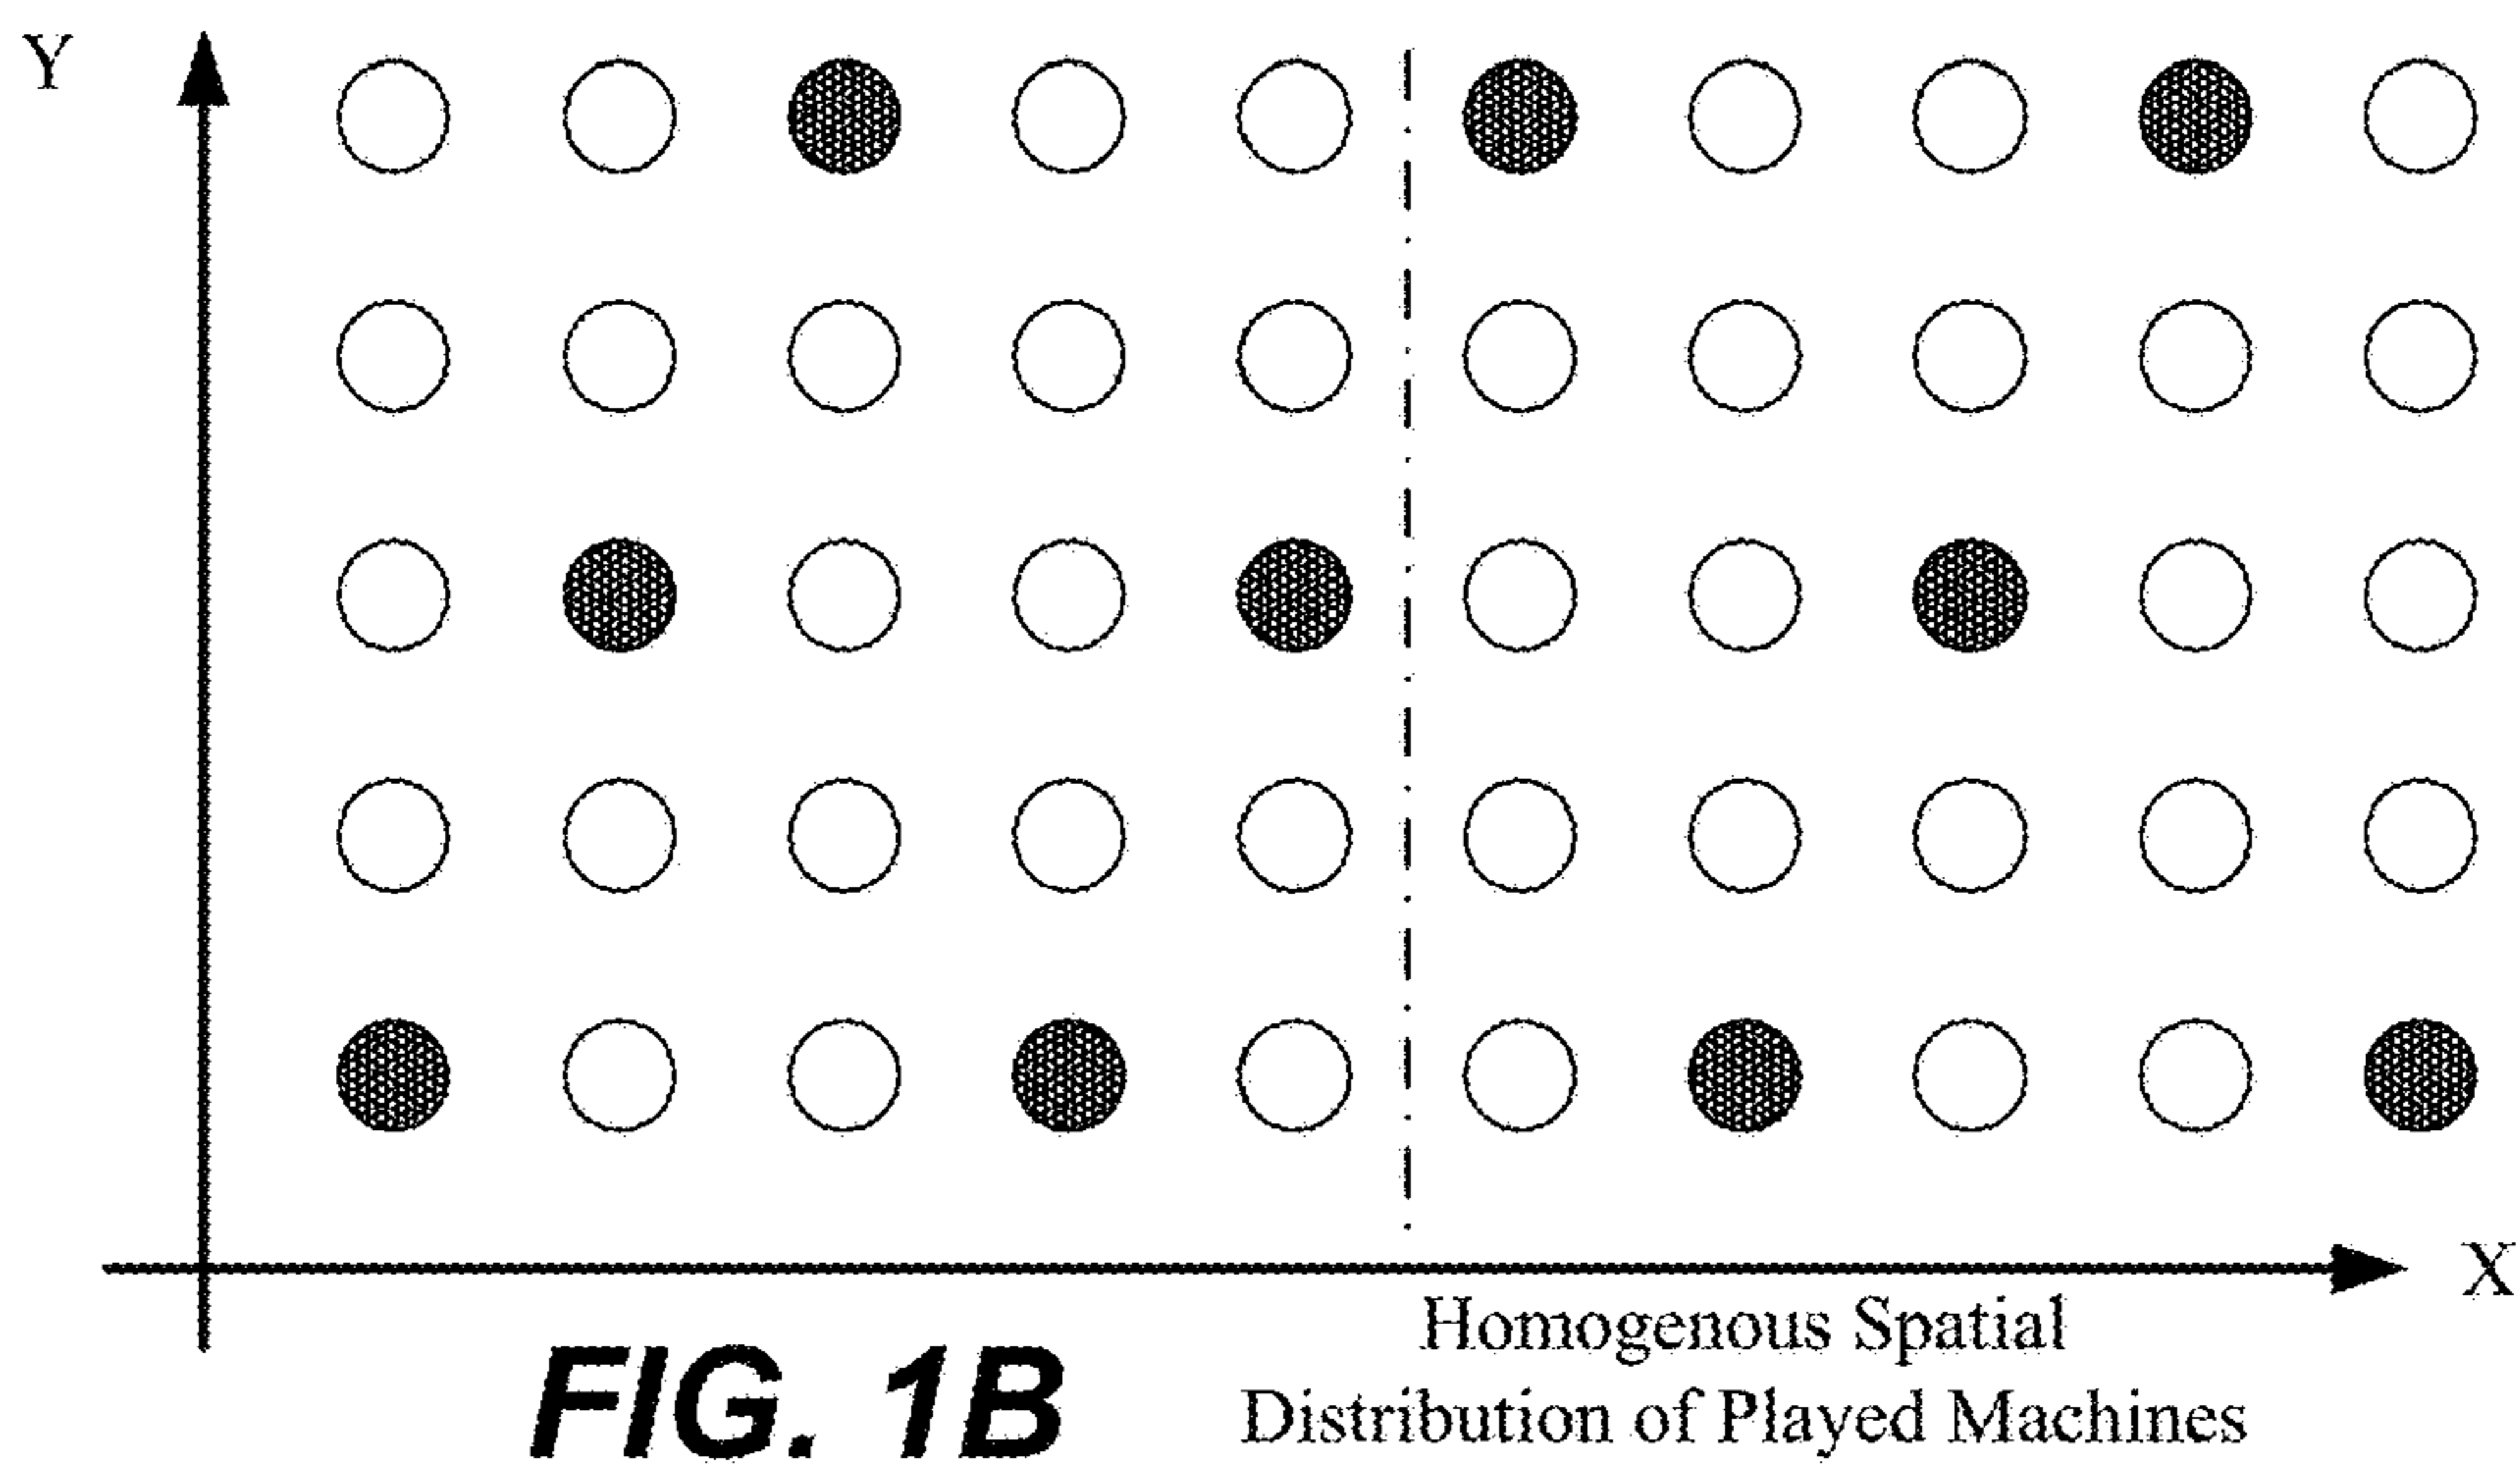 Y
X
Homogenous Spatial
Distribution of Played Machines
FIG. 1B